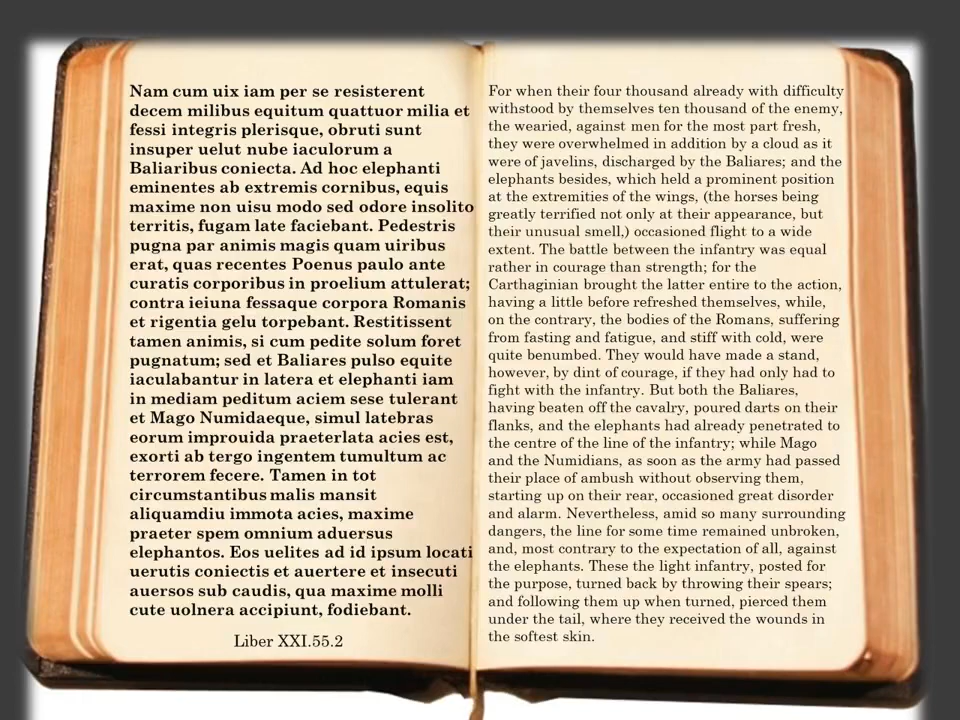 Nam cum uix iam per se resisterent
decem milibus equitum quattuor milia et
fessi integris plerisque, obruti sunt
insuper uelut nube iaculorum a
Baliaribus coniecta. Ad hoc elephanti
eminentes ab extremis cornibus, equis
maxime non uisu modo sed odore insolito
territis, fugam late faciebant. Pedestris
pugna par animis magis quam uiribus
erat, quas recentes Poenus paulo ante
curatis corporibus in proelium attulerat;
contra ieiuna fessaque corpora Romanis
et rigentia gelu torpebant. Restitissent
tamen animis, si cum pedite solum foret
pugnatum; sed et Baliares pulso equite
iaculabantur in latera et elephanti iam
in mediam peditum aciem sese tulerant
et Mago Numidaeque, simul latebras
eorum improuida praeterlata acies est,
exorti ab tergo ingentem tumultum ac
terrorem fecere. Tamen in tot
circumstantibus malis mansit
aliquamdiu immota acies, maxime
praeter spem omnium aduersus
elephantos. Eos uelites ad id ipsum locati
uerutis coniectis et auertere et insecuti
auersos sub caudis, qua maxime molli
cute uolnera accipiunt, fodiebant.
Liber XXI.55.2
For when their four thousand already with difficulty
withstood by themselves ten thousand of the enemy,
the wearied, against men for the most part fresh,
they were overwhelmed in addition by a cloud as it
were of javelins, discharged by the Baliares; and the
elephants besides, which held a prominent position
at the extremities of the wings, (the horses being
greatly terrified not only at their appearance, but
their unusual smell,) occasioned flight to a wide
extent. The battle between the infantry was equal
rather in courage than strength; for the
Carthaginian brought the latter entire to the action,
having a little before refreshed themselves, while,
on the contrary, the bodies of the Romans, suffering
from fasting and fatigue, and stiff with cold, were
quite benumbed. They would have made a stand,
however, by dint of courage, if they had only had to
fight with the infantry. But both the Baliares,
having beaten off the cavalry, poured darts on their
flanks, and the elephants had already penetrated to
the centre of the line of the infantry; while Mago
and the Numidians, as soon as the army had passed
their place of ambush without observing them,
starting up on their rear, occasioned great disorder
and alarm. Nevertheless, amid so many surrounding
dangers, the line for some time remained unbroken,
and, most contrary to the expectation of all, against
the elephants. These the light infantry, posted for
the purpose, turned back by throwing their spears;
and following them up when turned, pierced them
under the tail, where they received the wounds in
the softest skin.